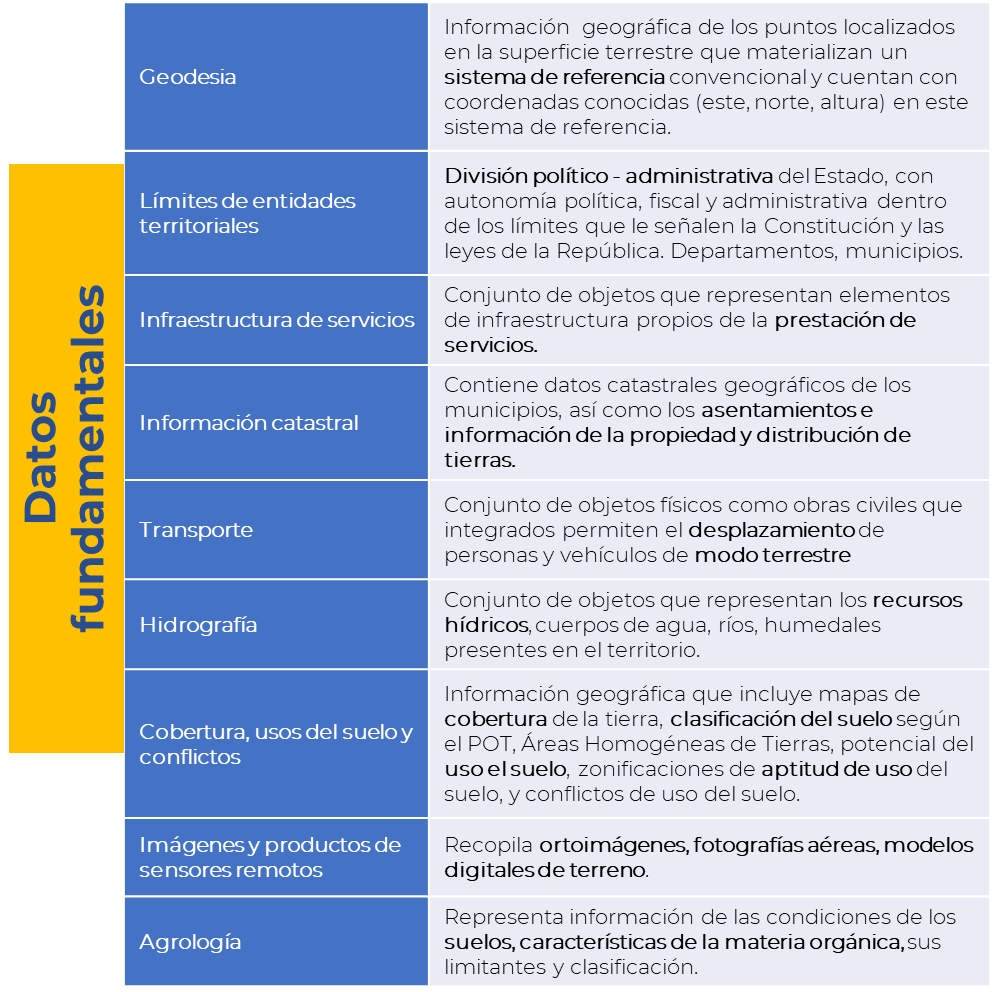 Datos
fundamentales
Geodesia
Información geográfica de los puntos localizados
en la superficie terrestre que materializan un
sistema de referencia convencional y cuentan con
coordenadas conocidas (este, norte, altura) en este
sistema de referencia.
Límites de entidades
territoriales
División político - administrativa del Estado, con
autonomía política, fiscal y administrativa dentro
de los límites que le señalen la Constitución y las
leyes de la República. Departamentos, municipios.
Infraestructura de servicios
Conjunto de objetos que representan elementos
de infraestructura propios de la prestación de
servicios.
Información catastral
Contiene datos catastrales geográficos de los
municipios, así como los asentamientos e
información de la propiedad y distribución de
tierras.
Transporte
Conjunto de objetos físicos como obras civiles que
integrados permiten el desplazamiento de
personas y vehículos de modo terrestre
Hidrografía
Conjunto de objetos que representan los recursos
hídricos, cuerpos de agua, ríos, humedales
presentes en el territorio.
Cobertura, usos del suelo y
conflictos
Información geográfica que incluye mapas de
cobertura de la tierra, clasificación del suelo según
el POT, Áreas Homogéneas de Tierras, potencial del
uso el suelo, zonificaciones de aptitud de uso del
suelo, y conflictos de uso del suelo.
Imágenes y productos de
sensores remotos
Recopila ortoimágenes, fotografías aéreas, modelos
digitales de terreno.
Agrología
Representa información de las condiciones de los
suelos, características de la materia orgánica, sus
limitantes y clasificación.